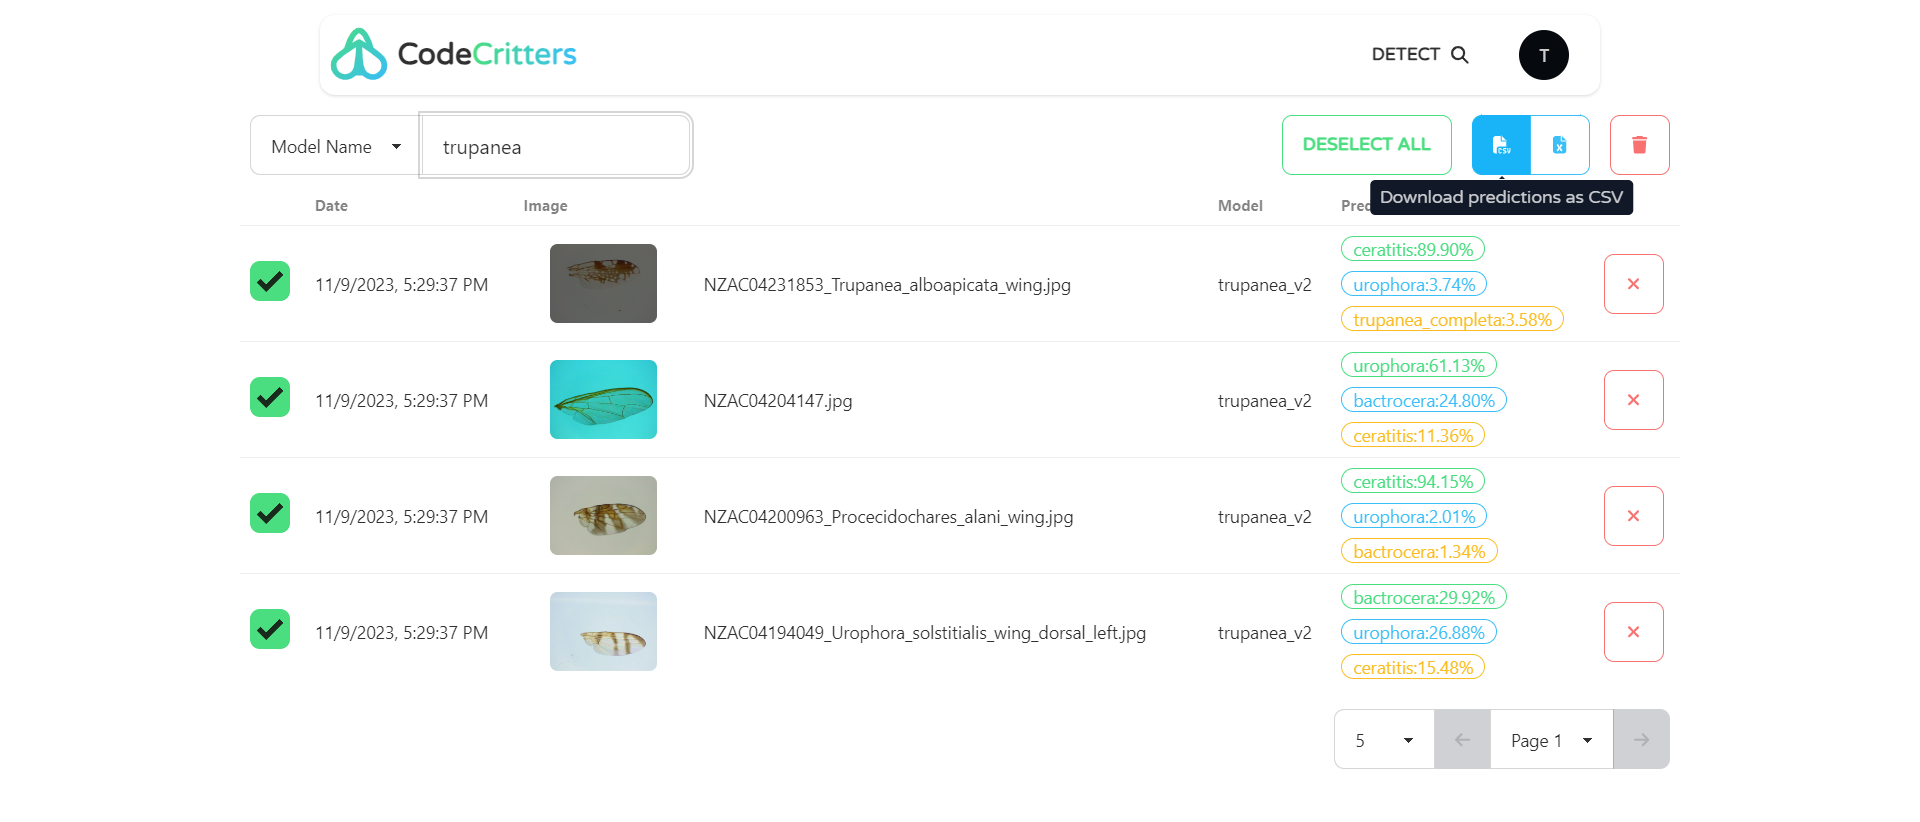 CodeCritters
DETECT
T
Model Name
trupanea
DESELECT ALL
CSV
X
Download predictions as CSV
Date Image Model Pred
ceratitis:89.90%
11/9/2023, 5:29:37 PM NZAC04231853_Trupanea_alboapicata_wing.jpg trupanea_v2 urophora:3.74%
trupanea_completa:3.58%
urophora:61.13%
11/9/2023, 5:29:37 PM NZAC04204147.jpg trupanea_v2 bactrocera:24.80%
ceratitis:11.36%
ceratitis:94.15%
11/9/2023, 5:29:37 PM NZAC04200963_Procecidochares_alani_wing.jpg trupanea_v2 urophora:2.01%
bactrocera:1.34%
bactrocera:29.92%
11/9/2023, 5:29:37 PM NZAC04194049_Urophora_solstitialis_wing_dorsal_left.jpg trupanea_v2 urophora:26.88%
ceratitis:15.48%
5 Page 1